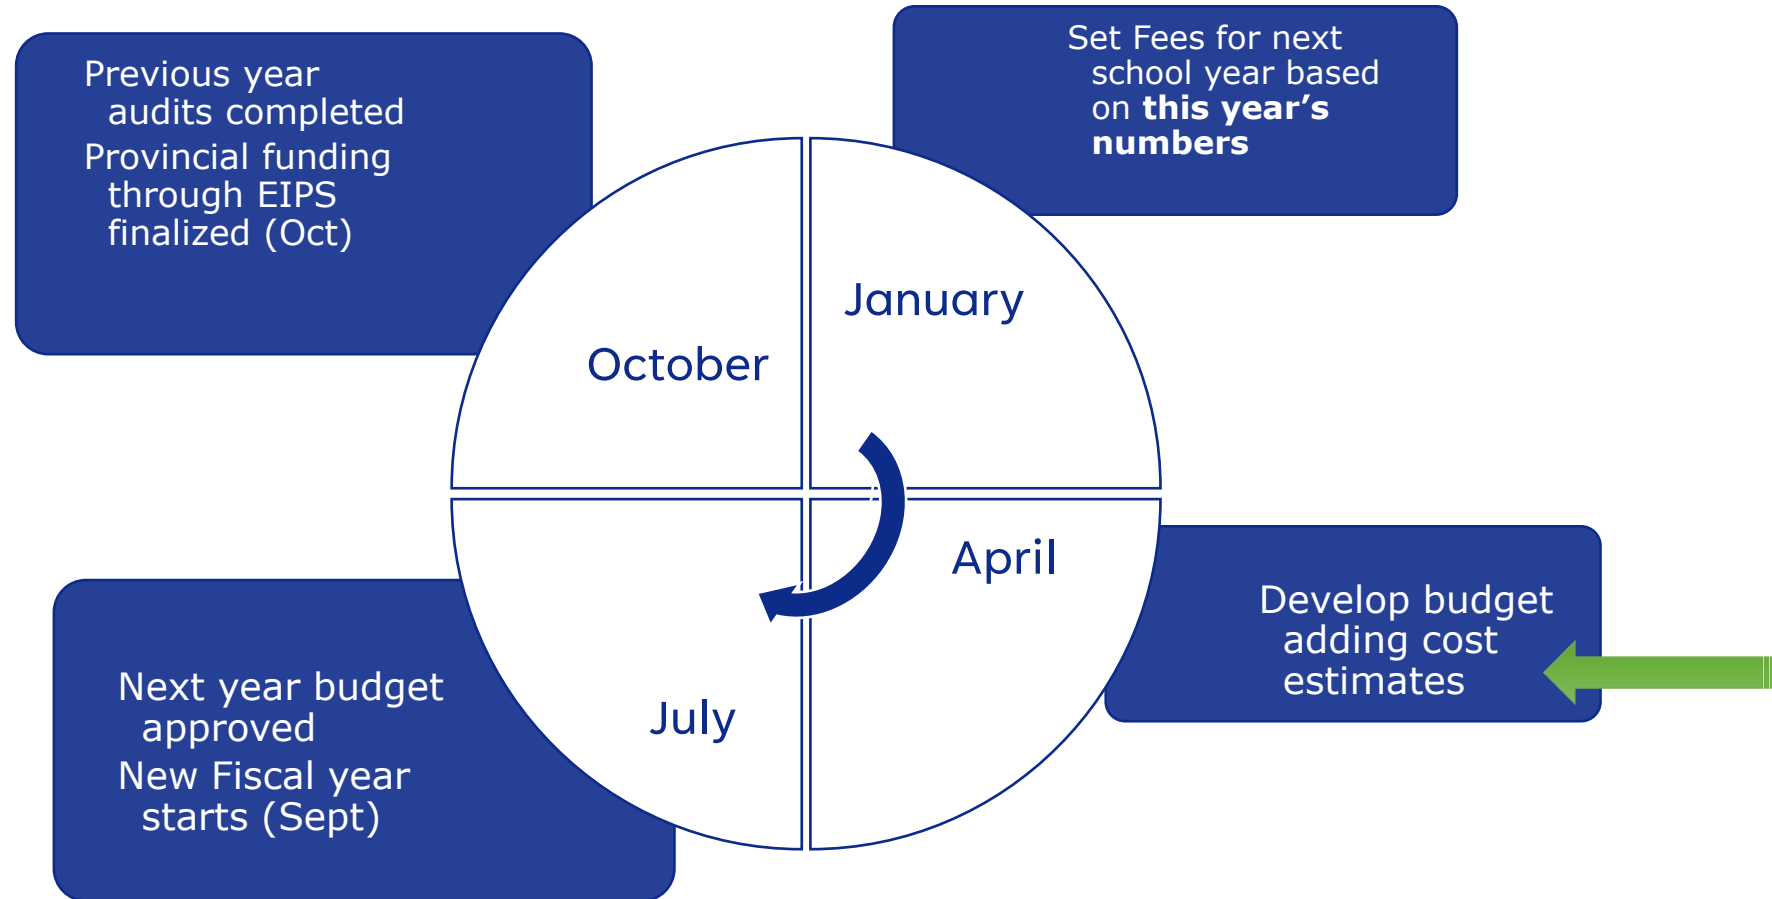 Previous year
audits completed
Provincial funding
through EIPS
finalized (Oct)
Set Fees for next
school year based
on this year’s
numbers
January
October
April
July
Develop budget
adding cost
estimates
Next year budget
approved
New Fiscal year
starts (Sept)